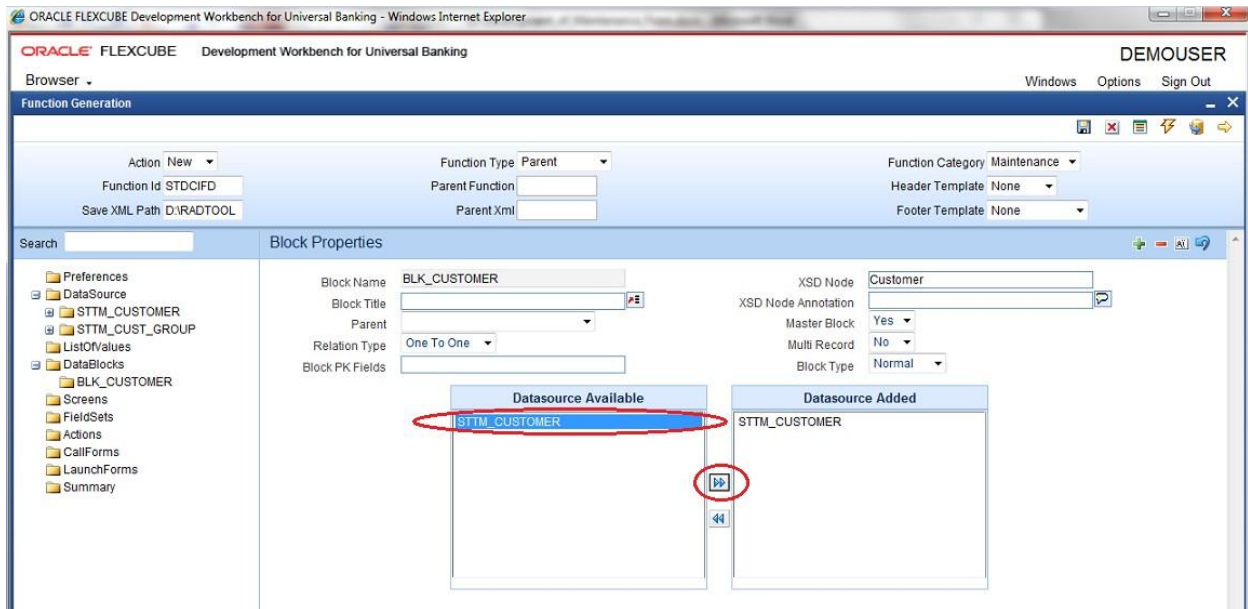 ORACLE FLEXCUBE Development Workbench for Universal Banking - Windows Internet Explorer
ORACLE FLEXCUBE Development Workbench for Universal Banking
DEMOUSER
Browser
Windows Options Sign Out
Function Generation
Action New
Function Type Parent
Function Category Maintenance
Function Id STDCIFD
Parent Function
Header Template None
Save XML Path D:\RADTOOL
Parent Xml
Footer Template None
Search
Block Properties
Preferences
DataSource
STTM_CUSTOMER
STTM_CUST_GROUP
ListOfValues
DataBlocks
BLK_CUSTOMER
Screens
FieldSets
Actions
CallForms
LaunchForms
Summary
Block Name BLK_CUSTOMER
XSD Node Customer
Block Title
XSD Node Annotation
Parent
Master Block Yes
Relation Type One To One
Multi Record No
Block PK Fields
Block Type Normal
Datasource Available
Datasource Added
STTM_CUSTOMER
STTM_CUSTOMER